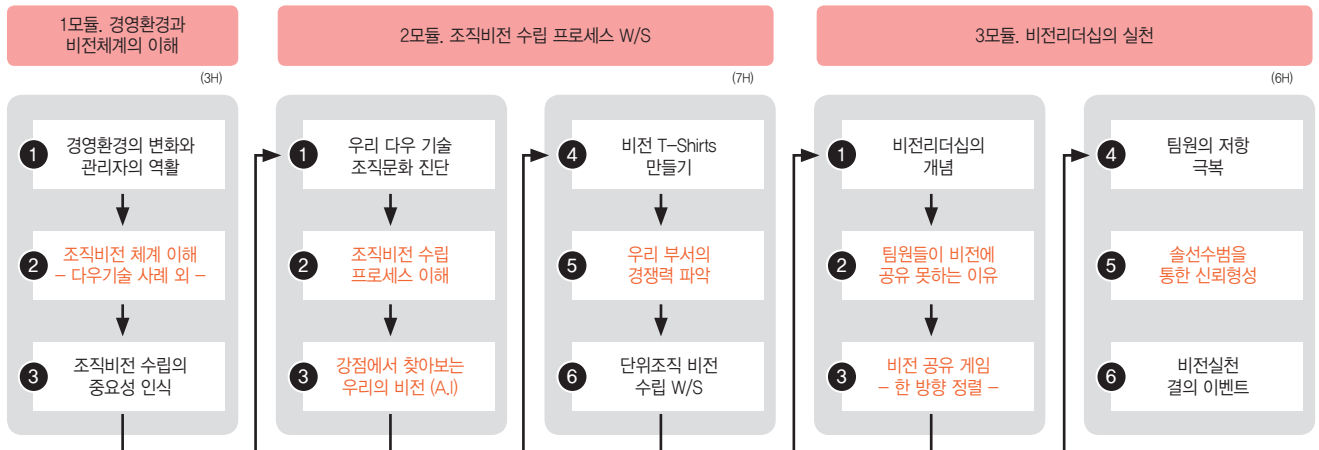 1모듈. 경영환경과
비전체계의 이해
(3H)
1
경영환경의 변화와
관리자의 역활
2
조직비전 체계 이해
– 다우기술 사례 외 –
3
조직비전 수립의
중요성 인식
2모듈. 조직비전 수립 프로세스 W/S
(7H)
1
우리 다우 기술
조직문화 진단
2
조직비전 수립
프로세스 이해
3
강점에서 찾아보는
우리의 비전 (A.I)
4
비전 T-Shirts
만들기
5
우리 부서의
경쟁력 파악
6
단위조직 비전
수립 W/S
3모듈. 비전리더십의 실천
(6H)
1
비전리더십의
개념
2
팀원들이 비전에
공유 못하는 이유
3
비전 공유 게임
– 한 방향 정렬 –
4
팀원의 저항
극복
5
솔선수범을
통한 신뢰형성
6
비전실천
결의 이벤트